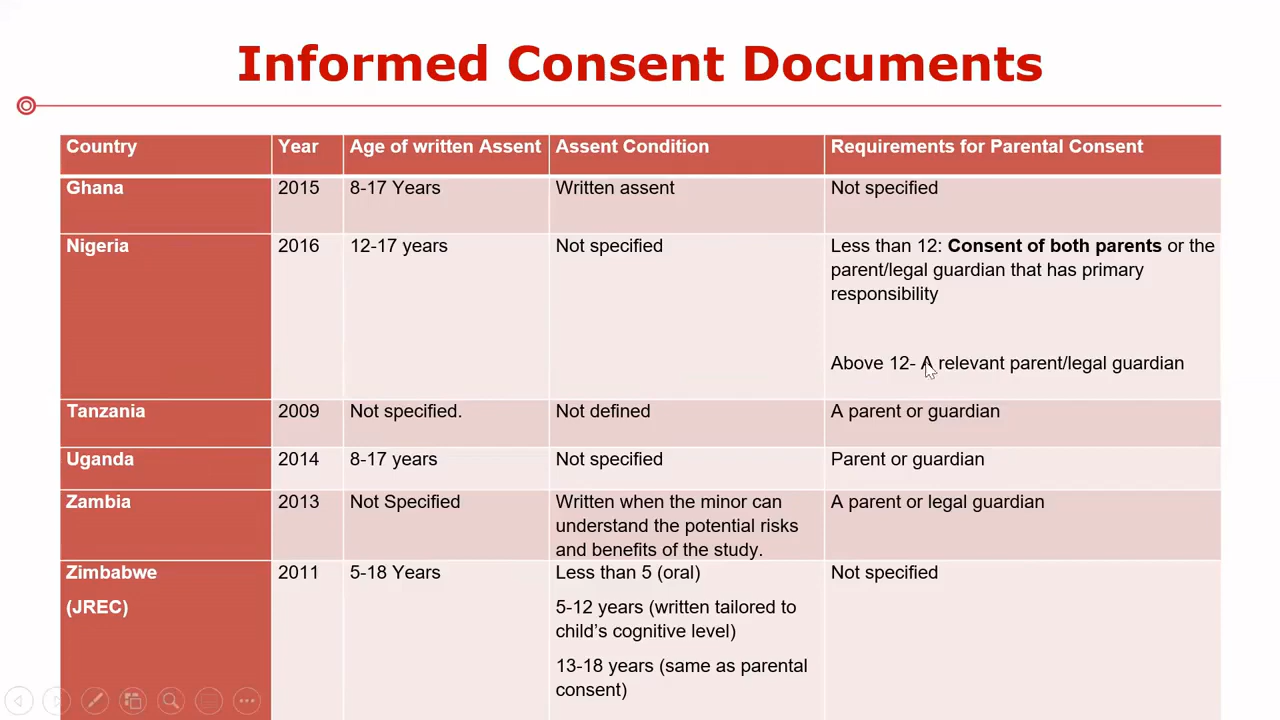 Informed Consent Documents
Country Year Age of written Assent Assent Condition Requirements for Parental Consent
Ghana 2015 8-17 Years Written assent Not specified
Nigeria 2016 12-17 years Not specified Less than 12: Consent of both parents or the
parent/legal guardian that has primary
responsibility
Above 12- A relevant parent/legal guardian
Tanzania 2009 Not specified. Not defined A parent or guardian
Uganda 2014 8-17 years Not specified Parent or guardian
Zambia 2013 Not Specified Written when the minor can A parent or legal guardian
understand the potential risks
and benefits of the study.
Zimbabwe 2011 5-18 Years Less than 5 (oral) Not specified
(JREC) 5-12 years (written tailored to
child’s cognitive level)
13-18 years (same as parental
consent)